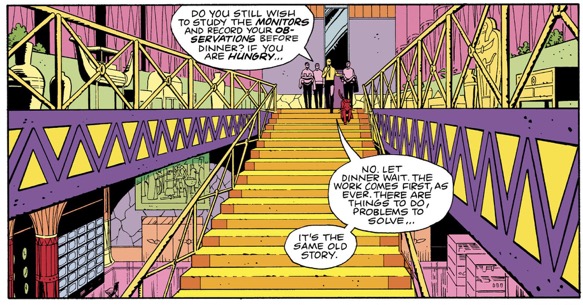 DO YOU STILL WISH
TO STUDY THE MONITORS
AND RECORD YOUR OB-
SERVATIONS BEFORE
DINNER? IF YOU
ARE HUNGRY...
NO. LET
DINNER WAIT. THE
WORK COMES FIRST, AS
EVER. THERE ARE
THINGS TO DO,
PROBLEMS TO
SOLVE...
IT'S THE
SAME OLD
STORY.